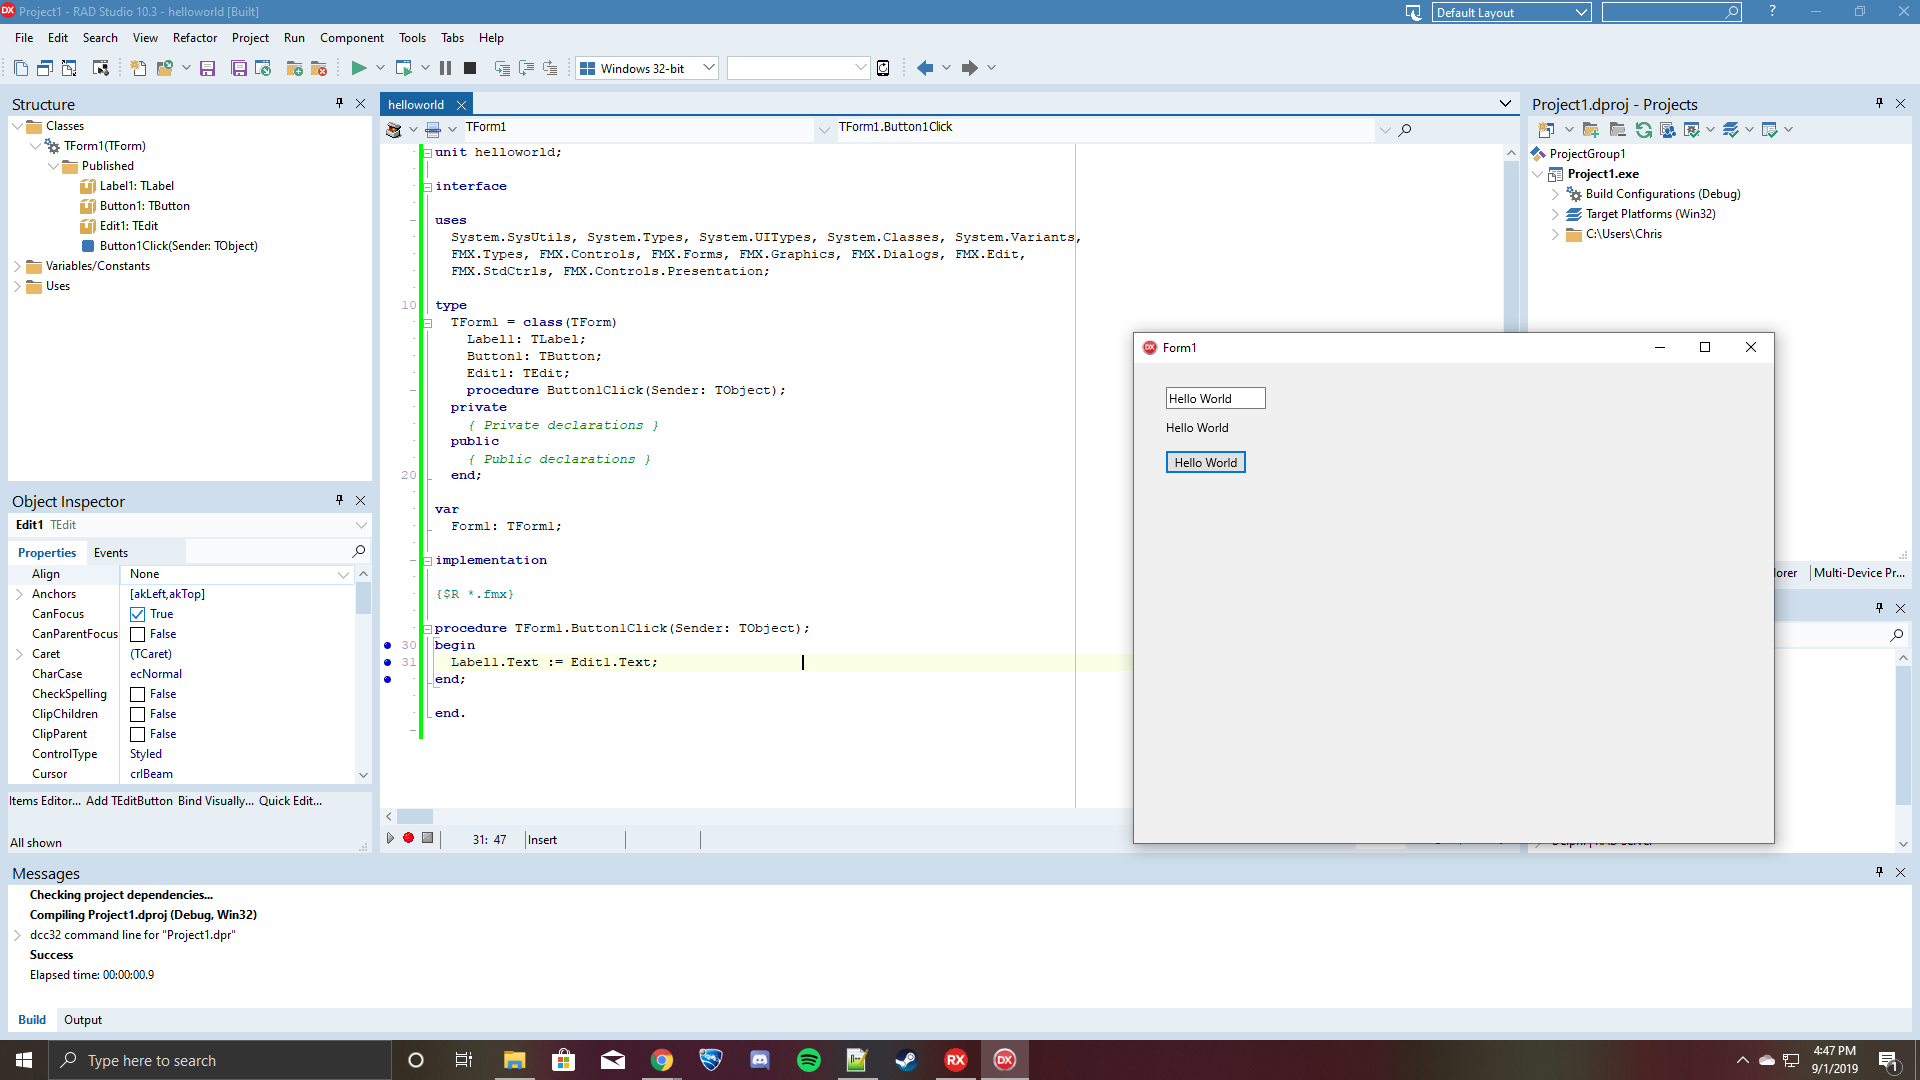 Project1 - RAD Studio 10.3 - helloworld [Built]
Default Layout
File Edit Search View Refactor Project Run Component Tools Tabs Help
Windows 32-bit
Structure
Classes
TForm1(TForm)
Published
Label1: TLabel
Button1: TButton
Edit1: TEdit
Button1Click(Sender: TObject)
Variables/Constants
Uses
Object Inspector
Edit1 TEdit
Properties Events
Align None
Anchors [akLeft,akTop]
CanFocus True
CanParentFocus False
Caret (TCaret)
CharCase ecNormal
CheckSpelling False
ClipChildren False
ClipParent False
ControlType Styled
Cursor crIBeam
Items Editor... Add TEditButton Bind Visually... Quick Edit...
All shown
helloworld
TForm1 TForm1.Button1Click
unit helloworld;
interface
uses
System.SysUtils, System.Types, System.UITypes, System.Classes, System.Variants,
FMX.Types, FMX.Controls, FMX.Forms, FMX.Graphics, FMX.Dialogs, FMX.Edit,
FMX.StdCtrls, FMX.Controls.Presentation;
10 type
TForm1 = class(TForm)
Label1: TLabel;
Button1: TButton;
Edit1: TEdit;
procedure Button1Click(Sender: TObject);
private
{ Private declarations }
public
{ Public declarations }
20 end;
var
Form1: TForm1;
implementation
{$R *.fmx}
procedure TForm1.Button1Click(Sender: TObject);
30 begin
31 Label1.Text := Edit1.Text;
end;
end.
31: 47 Insert
Project1.dproj - Projects
ProjectGroup1
Project1.exe
Build Configurations (Debug)
Target Platforms (Win32)
C:\Users\Chris
Multi-Device Pr...
Form1
Hello World
Hello World
Hello World
Messages
Checking project dependencies...
Compiling Project1.dproj (Debug, Win32)
dcc32 command line for "Project1.dpr"
Success
Elapsed time: 00:00:00.9
Build Output
Type here to search
RX
DX
4:47 PM
9/1/2019
1